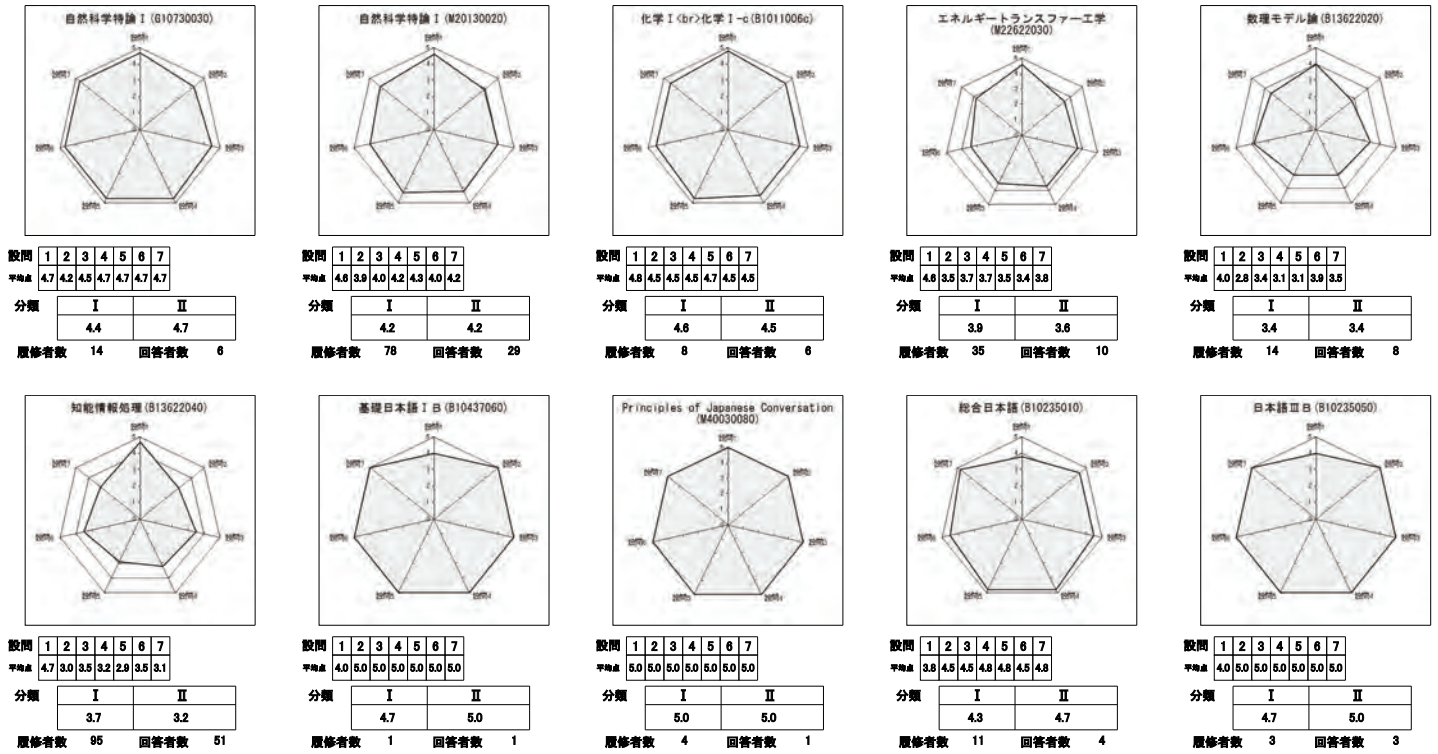 自然科学特論Ⅰ(G10730030)
設問 1 2 3 4 5 6 7
平均点 4.7 4.2 4.5 4.7 4.7 4.7 4.7
分類 Ⅰ Ⅱ
4.4 4.7
履修者数 14 回答者数 6
自然科学特論Ⅰ(M20130020)
設問 1 2 3 4 5 6 7
平均点 4.6 3.9 4.0 4.2 4.3 4.0 4.2
分類 Ⅰ Ⅱ
4.2 4.2
履修者数 78 回答者数 29
化学Ⅰ<br>化学Ⅰ-c(B1011006c)
設問 1 2 3 4 5 6 7
平均点 4.8 4.5 4.5 4.5 4.7 4.5 4.5
分類 Ⅰ Ⅱ
4.6 4.5
履修者数 8 回答者数 6
エネルギートランスファー工学
(M22622030)
設問 1 2 3 4 5 6 7
平均点 4.6 3.5 3.7 3.7 3.5 3.4 3.8
分類 Ⅰ Ⅱ
3.9 3.6
履修者数 35 回答者数 10
数理モデル論(B13622020)
設問 1 2 3 4 5 6 7
平均点 4.0 2.8 3.4 3.1 3.1 3.9 3.5
分類 Ⅰ Ⅱ
3.4 3.4
履修者数 14 回答者数 8
知能情報処理(B13622040)
設問 1 2 3 4 5 6 7
平均点 4.7 3.0 3.5 3.2 2.9 3.5 3.1
分類 Ⅰ Ⅱ
3.7 3.2
履修者数 95 回答者数 51
基礎日本語ⅠB(B10437060)
設問 1 2 3 4 5 6 7
平均点 4.0 5.0 5.0 5.0 5.0 5.0 5.0
分類 Ⅰ Ⅱ
4.7 5.0
履修者数 1 回答者数 1
Principles of Japanese Conversation
(M40030080)
設問 1 2 3 4 5 6 7
平均点 5.0 5.0 5.0 5.0 5.0 5.0 5.0
分類 Ⅰ Ⅱ
5.0 5.0
履修者数 4 回答者数 1
総合日本語(B10235010)
設問 1 2 3 4 5 6 7
平均点 3.8 4.5 4.5 4.8 4.8 4.5 4.8
分類 Ⅰ Ⅱ
4.3 4.7
履修者数 11 回答者数 4
日本語ⅢB(B10235050)
設問 1 2 3 4 5 6 7
平均点 4.0 5.0 5.0 5.0 5.0 5.0 5.0
分類 Ⅰ Ⅱ
4.7 5.0
履修者数 3 回答者数 3